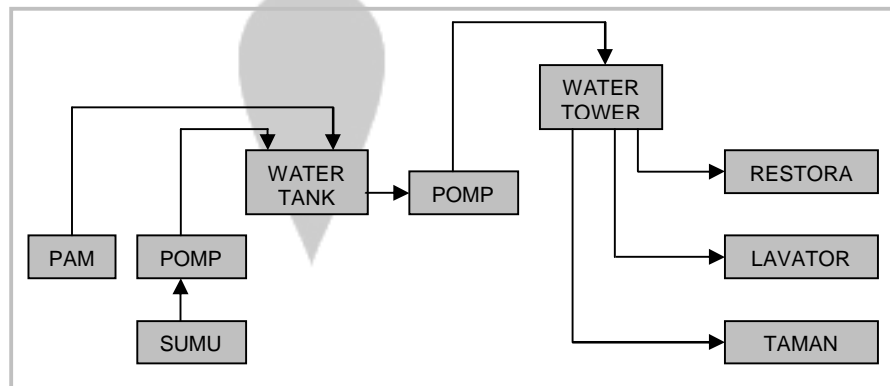 WATER
TOWER
WATER
TANK
POMP
RESTORA
PAM
POMP
LAVATOR
SUMU
TAMAN